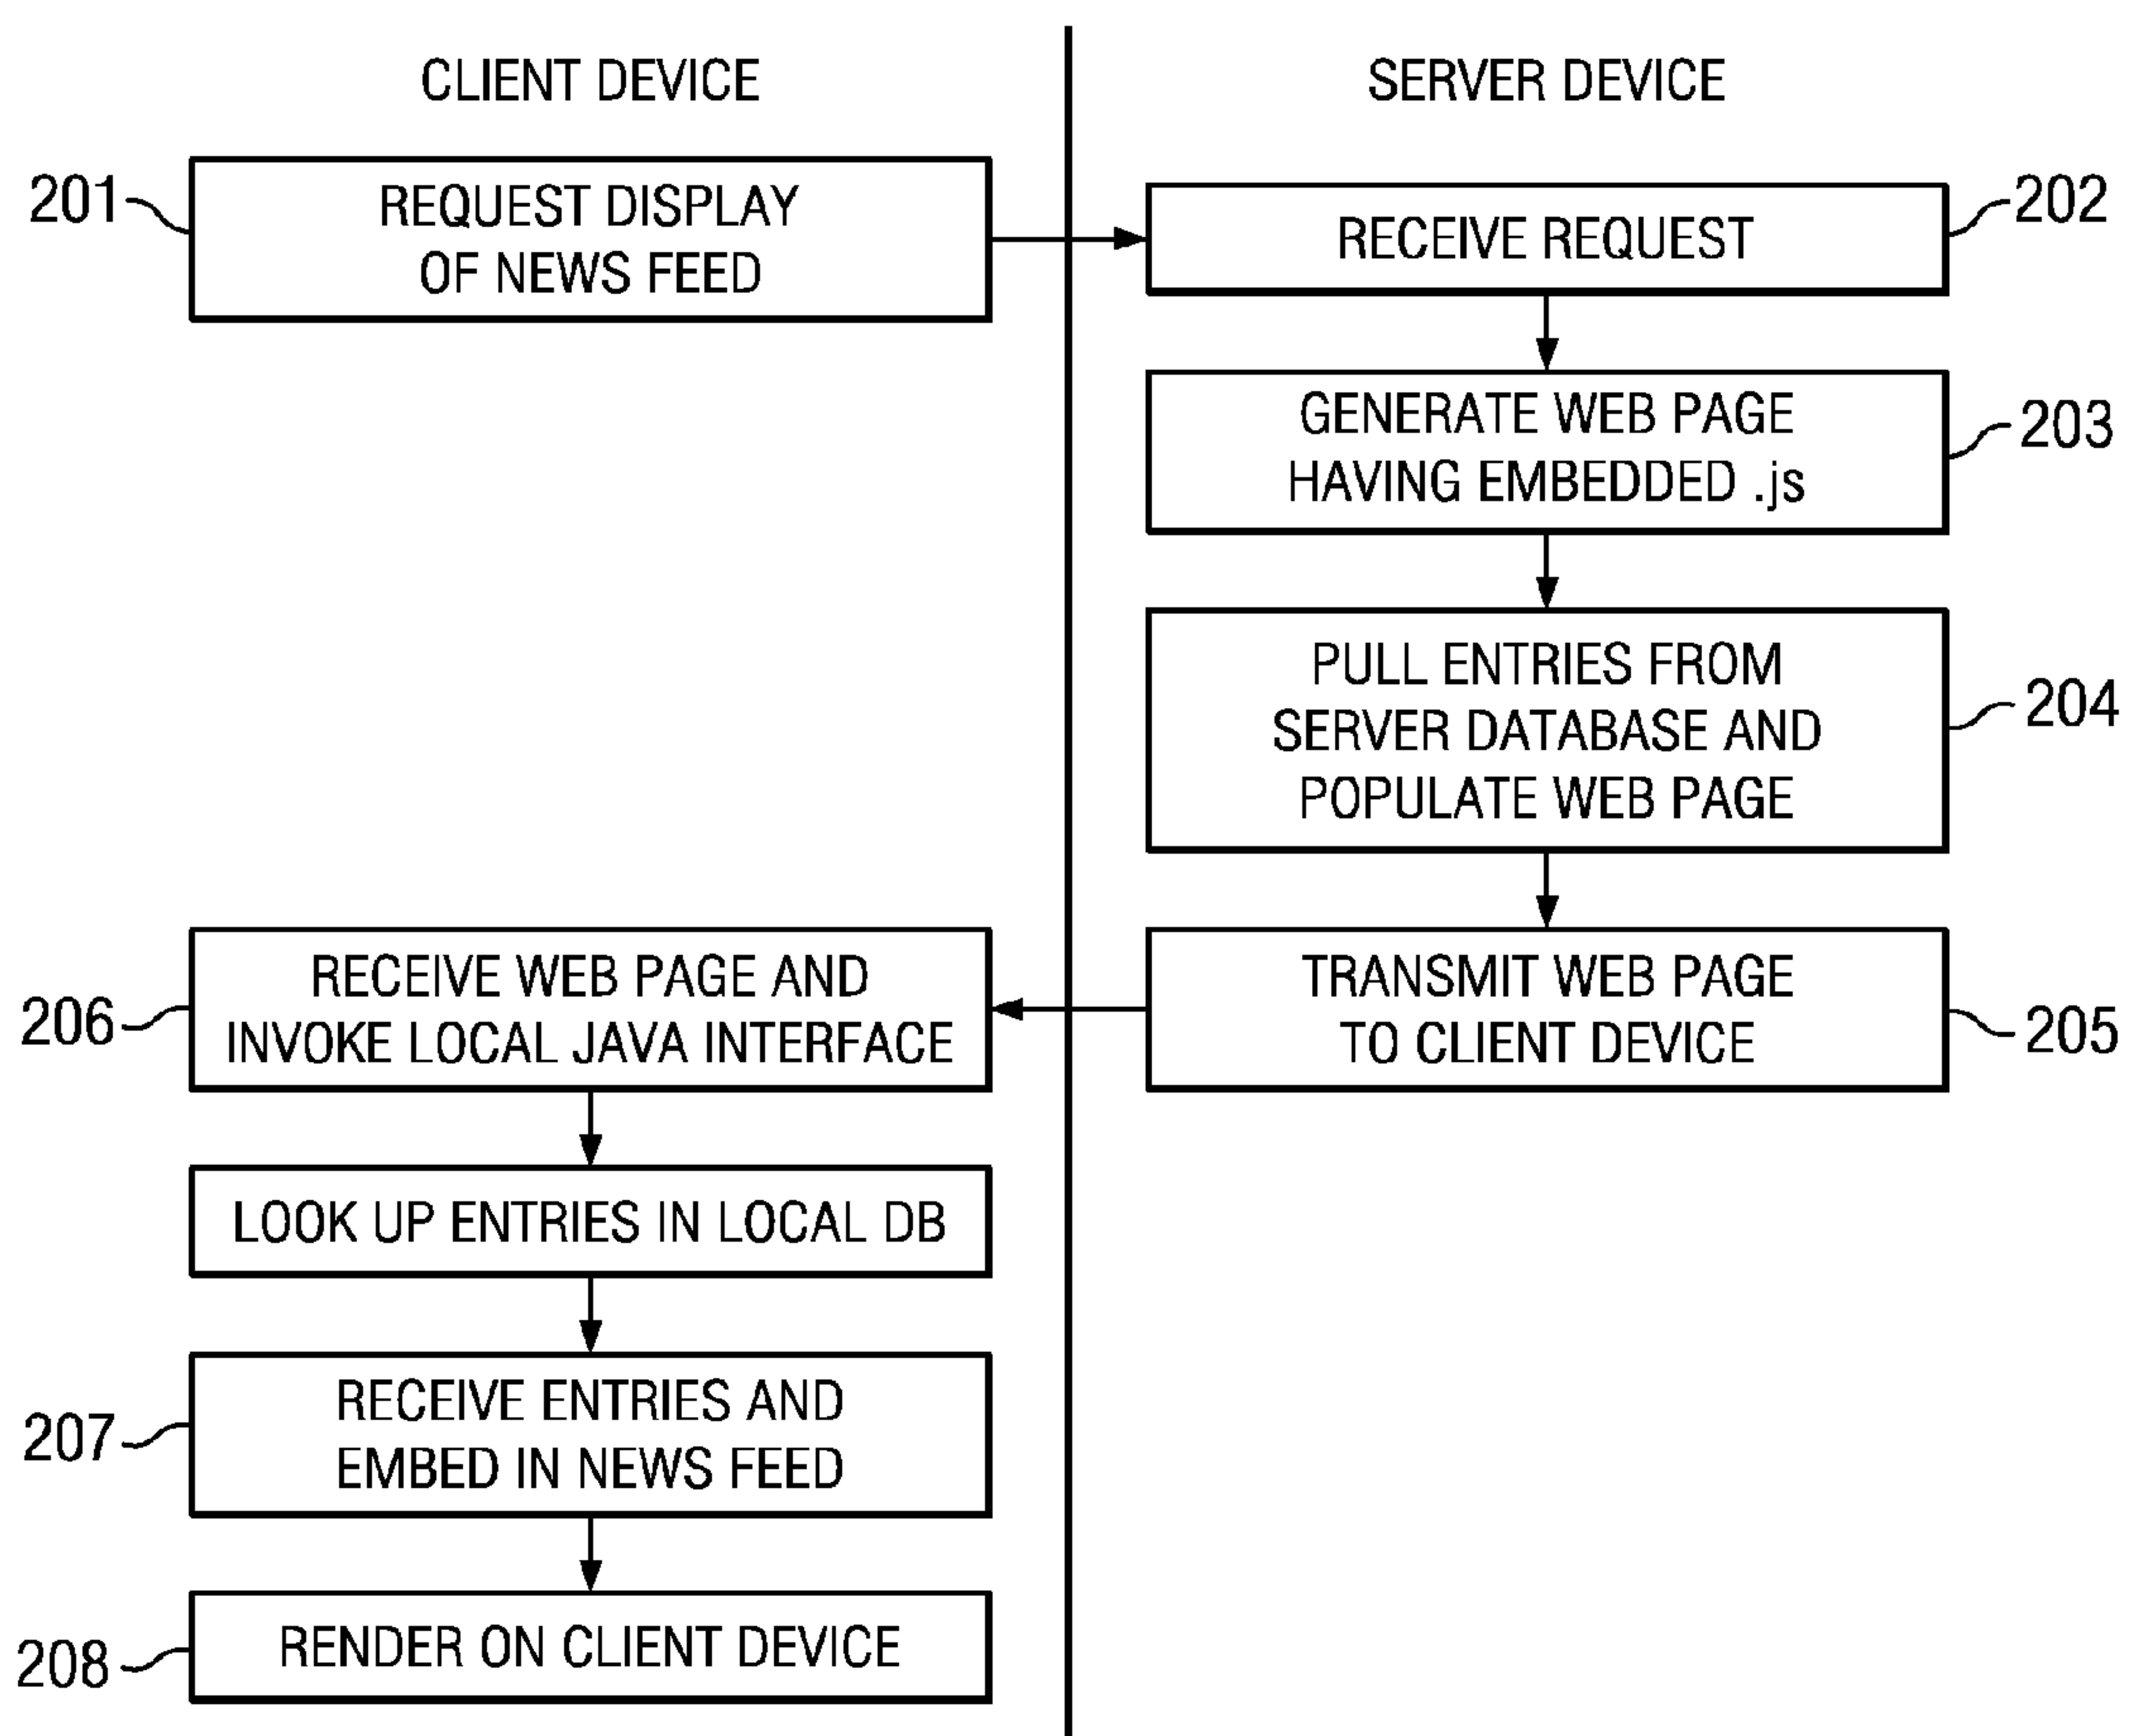 CLIENT DEVICE
SERVER DEVICE
201
REQUEST DISPLAY
OF NEWS FEED
RECEIVE REQUEST
202
GENERATE WEB PAGE
HAVING EMBEDDED .js
203
PULL ENTRIES FROM
SERVER DATABASE AND
POPULATE WEB PAGE
204
TRANSMIT WEB PAGE
TO CLIENT DEVICE
205
206
RECEIVE WEB PAGE AND
INVOKE LOCAL JAVA INTERFACE
LOOK UP ENTRIES IN LOCAL DB
207
RECEIVE ENTRIES AND
EMBED IN NEWS FEED
208
RENDER ON CLIENT DEVICE